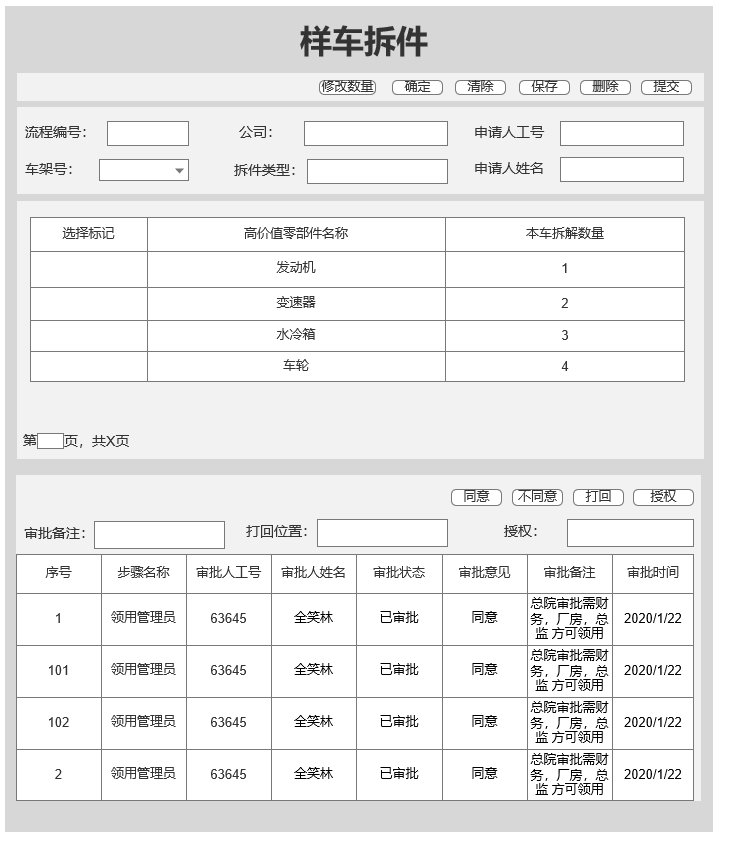 样车拆件
修改数量 确定 清除 保存 删除 提交
流程编号： 公司： 申请人工号
车架号： 拆件类型： 申请人姓名
选择标记 高价值零部件名称 本车拆解数量
发动机 1
变速器 2
水冷箱 3
车轮 4
第 页，共X页
同意 不同意 打回 授权
审批备注： 打回位置： 授权：
序号 步骤名称 审批人工号 审批人姓名 审批状态 审批意见 审批备注 审批时间
1 领用管理员 63645 全笑林 已审批 同意 总院审批需财
务，厂房，总
监 方可领用 2020/1/22
101 领用管理员 63645 全笑林 已审批 同意 总院审批需财
务，厂房，总
监 方可领用 2020/1/22
102 领用管理员 63645 全笑林 已审批 同意 总院审批需财
务，厂房，总
监 方可领用 2020/1/22
2 领用管理员 63645 全笑林 已审批 同意 总院审批需财
务，厂房，总
监 方可领用 2020/1/22